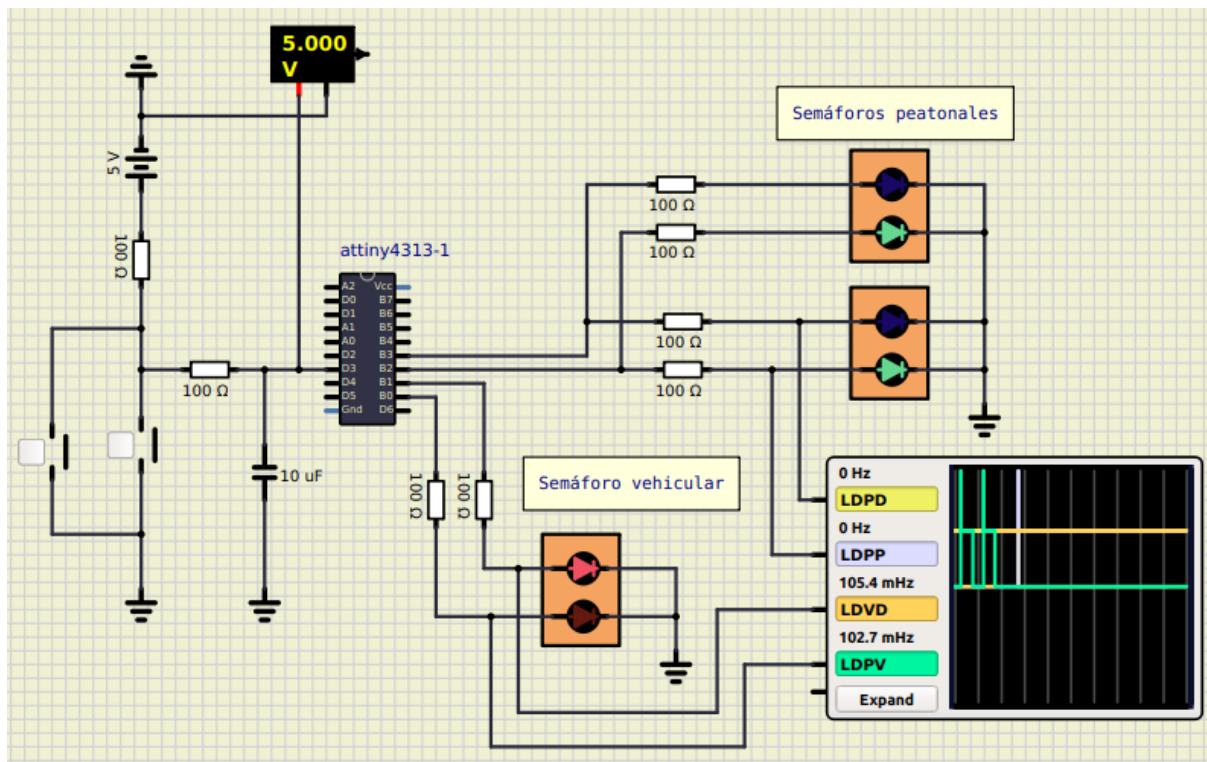 5.000
V
Semáforos peatonales
5 V
100 Ω
100 Ω
100 Ω
attiny4313-1
A2 Vcc
D0 B7
D1 B6
A1 B5
A0 B4
D2 B3
D3 B2
D4 B1
D5 B0
Gnd D6
100 Ω
100 Ω
100 Ω
10 uF
100 Ω
100 Ω
Semáforo vehicular
0 Hz
LDPD
0 Hz
LDPP
105.4 mHz
LDVD
102.7 mHz
LDPV
Expand